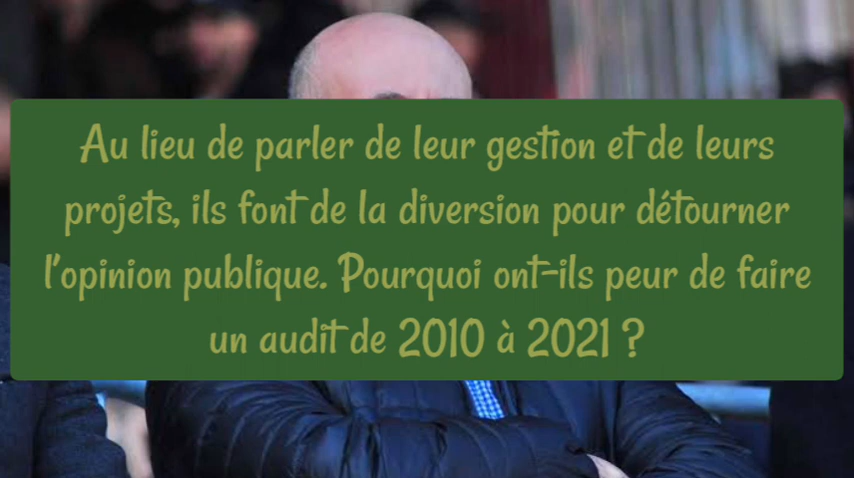 Au lieu de parler de leur gestion et de leurs
projets, ils font de la diversion pour détourner
l'opinion publique. Pourquoi ont-ils peur de faire
un audit de 2010 à 2021 ?